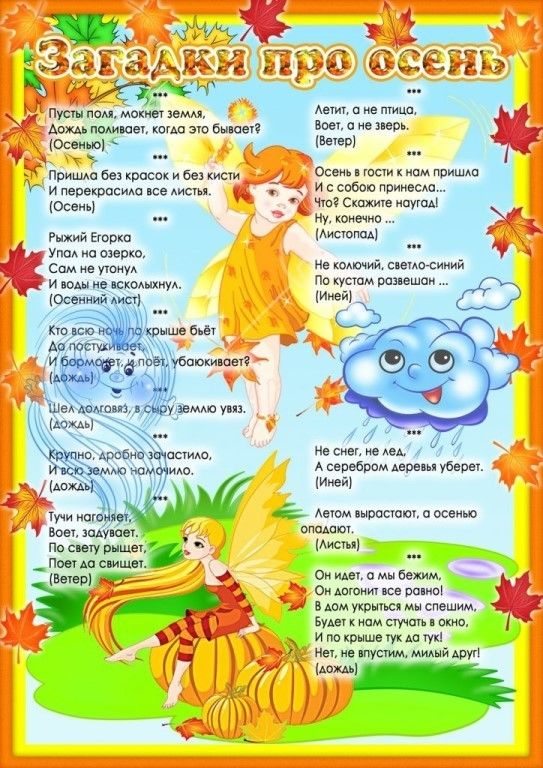 Загадки про осень
***
Пусты поля, мокнет земля,
Дождь поливает, когда это бывает?
(Осенью)
***
Пришла без красок и без кисти
И перекрасила все листья.
(Осень)
***
Рыжий Егорка
Упал на озерко,
Сам не утонул
И воды не всколыхнул.
(Осенний лист)
***
Кто всю ночь по крыше бьёт
Да постукивает,
И бормочет, и поёт, убаюкивает?
(дождь)
***
Шел долговяз, в сыру землю увяз.
(дождь)
***
Крупно, дробно зачастило,
И всю землю намочило.
(дождь)
***
Тучи нагоняет,
Воет, задувает.
По свету рыщет,
Поет да свищет.
(Ветер)
***
Летит, а не птица,
Воет, а не зверь.
(Ветер)
***
Осень в гости к нам пришла
И с собою принесла...
Что? Скажите наугад!
Ну, конечно ...
(Листопад)
***
Не колючий, светло-синий
По кустам развешан ...
(Иней)
***
Не снег, не лед,
А серебром деревья уберет.
(Иней)
Летом вырастают, а осенью
опадают.
(Листья)
***
Он идет, а мы бежим,
Он догонит все равно!
В дом укрыться мы спешим,
Будет к нам стучать в окно,
И по крыше тук да тук!
Нет, не впустим, милый друг!
(дождь)